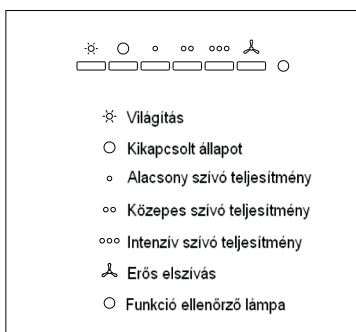 Világítás
Kikapcsolt állapot
Alacsony szívó teljesítmény
Közepes szívó teljesítmény
Intenzív szívó teljesítmény
Erős elszívás
Funkció ellenőrző lámpa